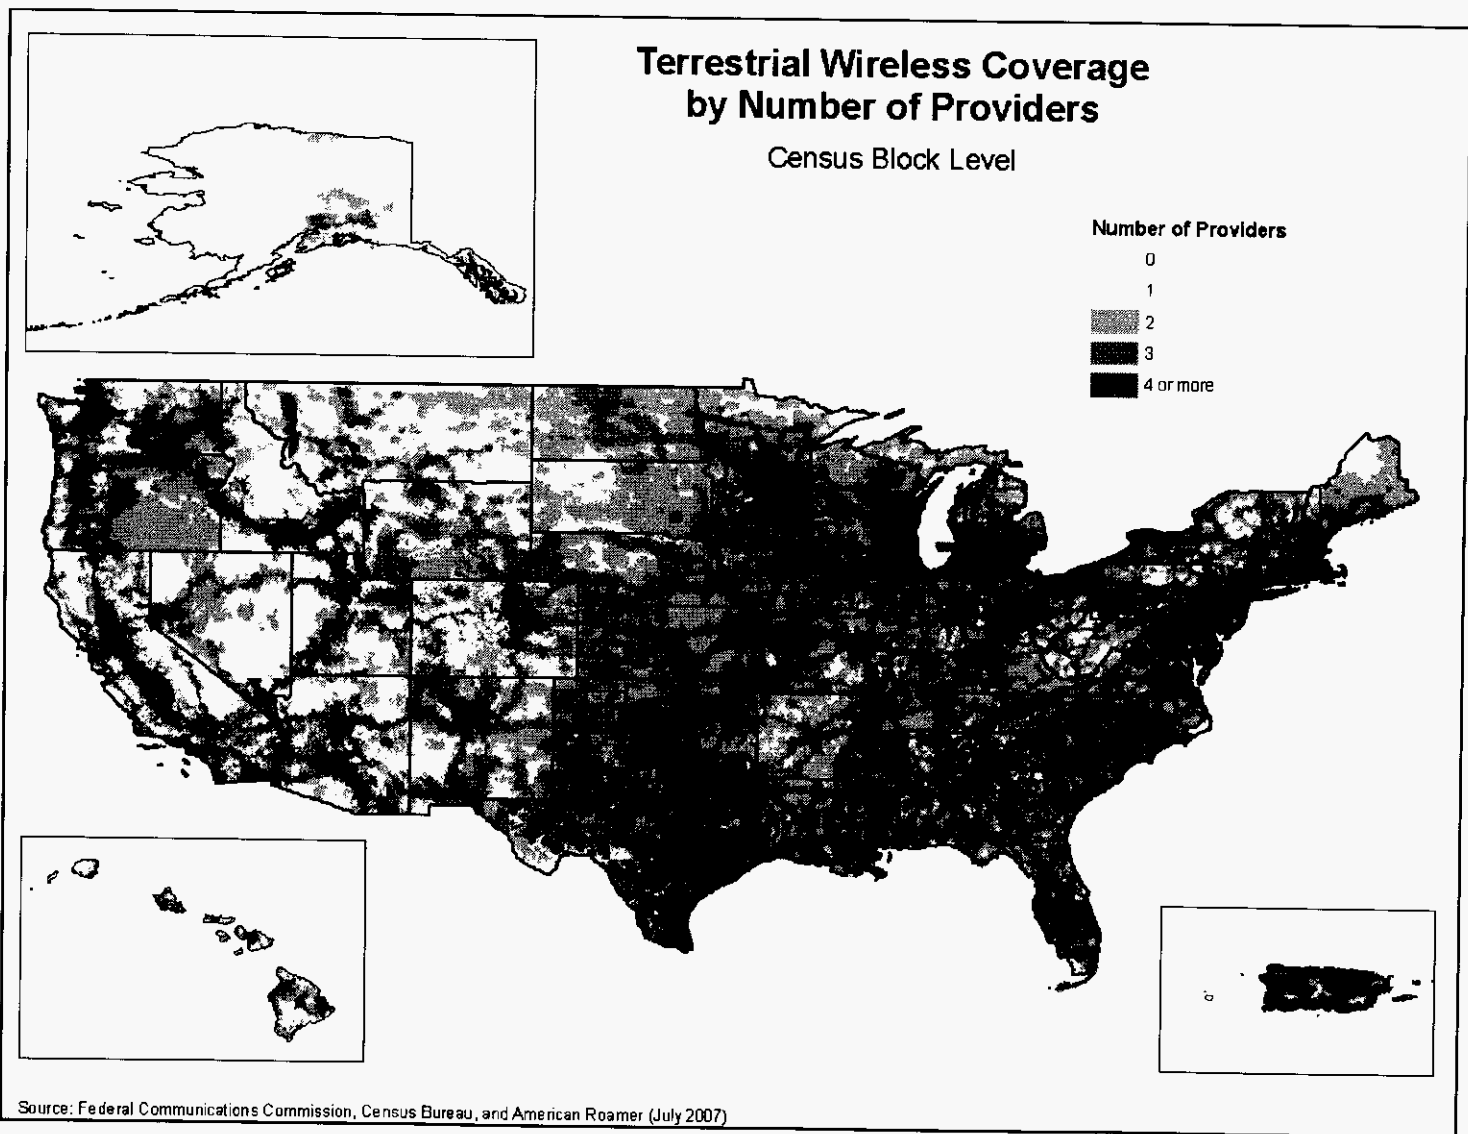 Terrestrial Wireless Coverage
by Number of Providers
Census Block Level
Number of Providers
0
1
2
3
4 or more
Source: Federal Communications Commission, Census Bureau, and American Roamer (July 2007)